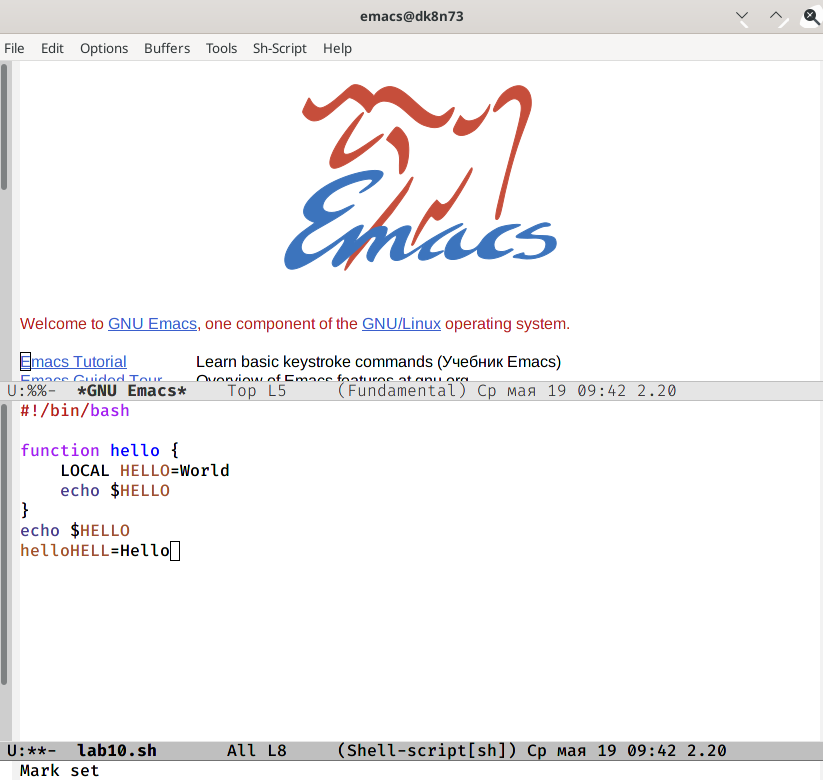 emacs@dk8n73
File Edit Options Buffers Tools Sh-Script Help
Emacs
Welcome to GNU Emacs, one component of the GNU/Linux operating system.
Emacs Tutorial Learn basic keystroke commands (Учебник Emacs)
Emacs Guided Tour Overview of Emacs features at gnu.org
U:%%- *GNU Emacs* Top L5 (Fundamental) Ср мая 19 09:42 2.20
#!/bin/bash
function hello {
    LOCAL HELLO=World
    echo $HELLO
}
echo $HELLO
helloHELL=Hello
U:**- lab10.sh All L8 (Shell-script[sh]) Ср мая 19 09:42 2.20
Mark set